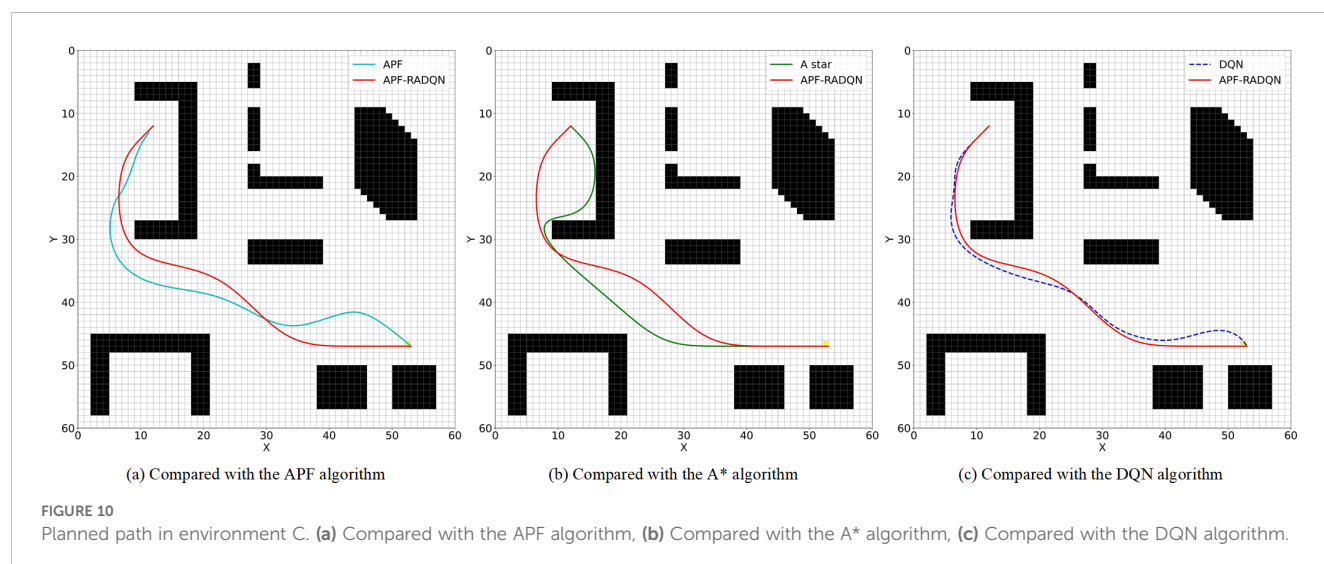 0
10
20
30
40
50
60
Y
0 10 20 30 40 50 60
X
APF
APF-RADQN
(a) Compared with the APF algorithm
0
10
20
30
40
50
60
Y
0 10 20 30 40 50 60
X
A star
APF-RADQN
(b) Compared with the A* algorithm
0
10
20
30
40
50
60
Y
0 10 20 30 40 50 60
X
DQN
APF-RADQN
(c) Compared with the DQN algorithm
FIGURE 10
Planned path in environment C. (a) Compared with the APF algorithm, (b) Compared with the A* algorithm, (c) Compared with the DQN algorithm.